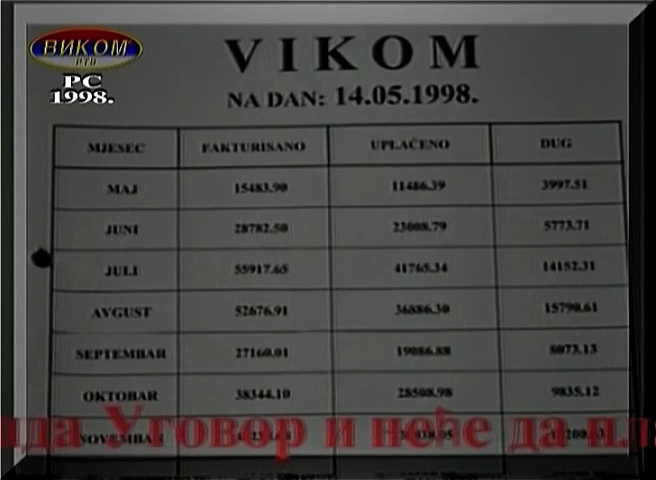 ВИКОМ
РС
1998.
VIKOM
NA DAN: 14.05.1998.
MJESEC FAKTURISANO UPLAĆENO DUG
MAJ 15483.90 11486.39 3997.51
JUNI 28782.50 23008.79 5773.71
JULI 55917.65 41765.34 14152.31
AVGUST 52676.91 36886.30 15790.61
SEPTEMBAR 27160.01 19086.88 8073.13
OKTOBAR 38344.10 28508.98 9835.12
NOVEMBAR
Уговор и неће да